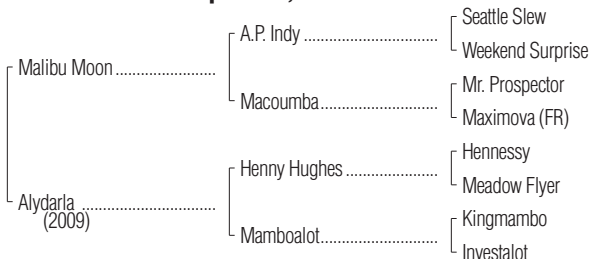 Seattle Slew
A.P. Indy
Weekend Surprise
Malibu Moon
Mr. Prospector
Macoumba
Maximova (FR)
Hennessy
Henny Hughes
Meadow Flyer
Alydarla
(2009)
Kingmambo
Mamboalot
Investalot